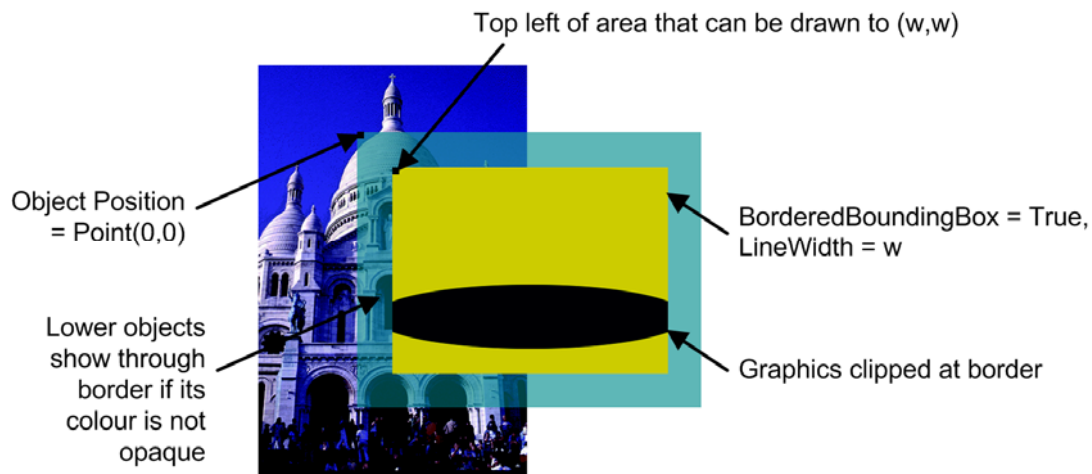 Top left of area that can be drawn to (w,w)
Object Position
= Point(0,0)
BorderedBoundingBox = True,
LineWidth = w
Lower objects
show through
border if its
colour is not
opaque
Graphics clipped at border